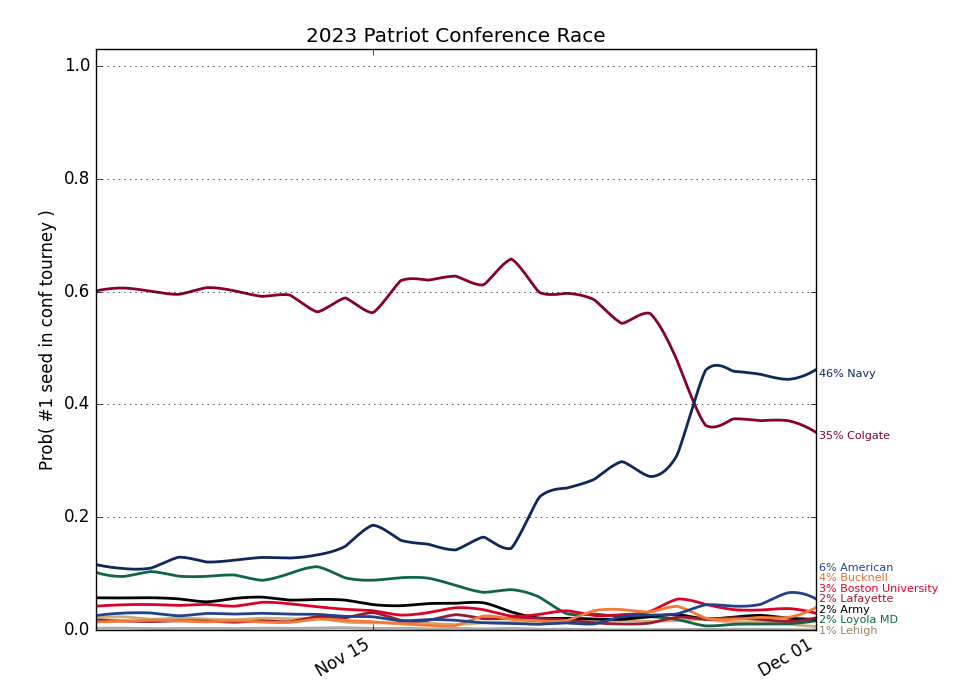 2023 Patriot Conference Race
Prob( #1 seed in conf tourney )
1.0
0.8
0.6
0.4
0.2
0.0
Nov 15
Dec 01
46% Navy
35% Colgate
6% American
4% Bucknell
3% Boston University
2% Lafayette
2% Army
2% Loyola MD
1% Lehigh